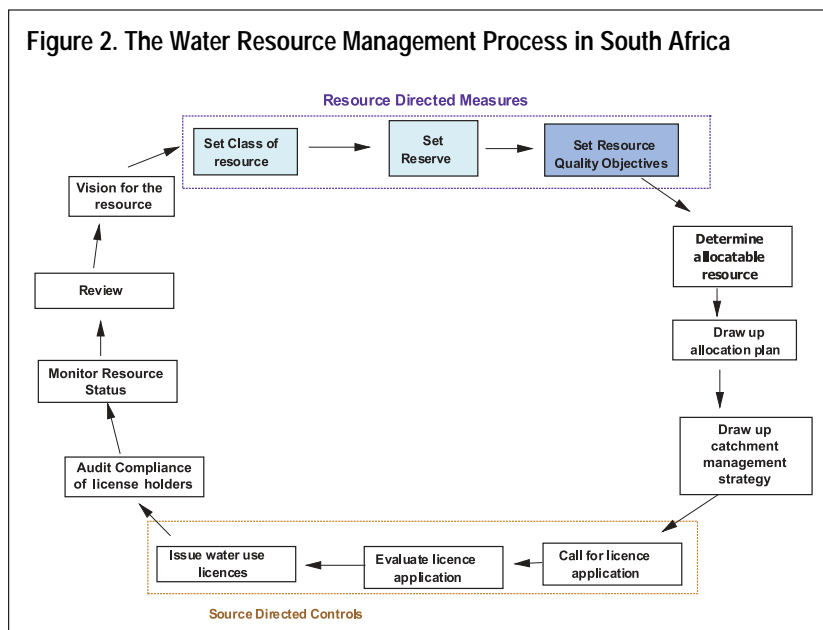 Figure 2. The Water Resource Management Process in South Africa
Resource Directed Measures
Set Class of
resource
Set
Reserve
Set Resource
Quality Objectives
Determine
allocatable
resource
Draw up
allocation plan
Draw up
catchment
management
strategy
Call for licence
application
Evaluate licence
application
Issue water use
licences
Source Directed Controls
Audit Compliance
of license holders
Monitor Resource
Status
Review
Vision for the
resource